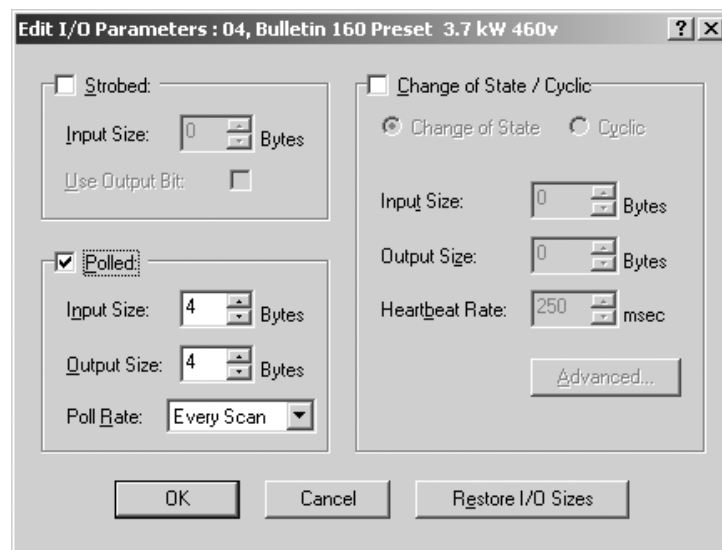 Edit I/O Parameters : 04, Bulletin 160 Preset  3.7 kW 460v
Strobed:
Input Size: 0 Bytes
Use Output Bit:
Polled:
Input Size: 4 Bytes
Output Size: 4 Bytes
Poll Rate: Every Scan
Change of State / Cyclic
Change of State Cyclic
Input Size: 0 Bytes
Output Size: 0 Bytes
Heartbeat Rate: 250 msec
Advanced...
OK Cancel Restore I/O Sizes